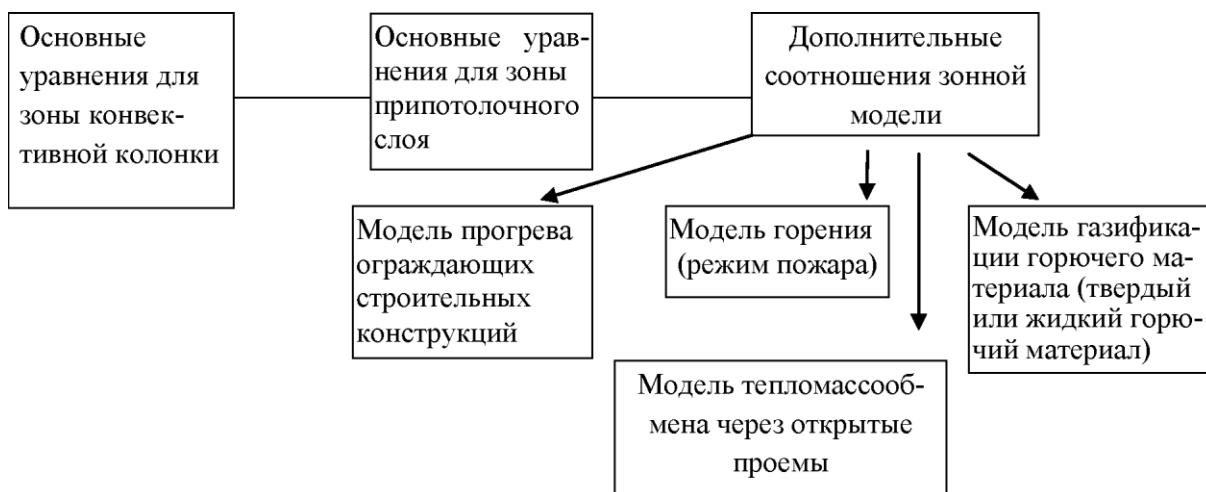 Основные
уравнения для
зоны конвек-
тивной колонки
Основные урав-
нения для зоны
припотолочного
слоя
Дополнительные
соотношения зонной
модели
Модель прогрева
ограждающих
строительных
конструкций
Модель горения
(режим пожара)
Модель газифика-
ции горючего ма-
териала (твердый
или жидкий горю-
чий материал)
Модель тепломассооб-
мена через открытые
проемы